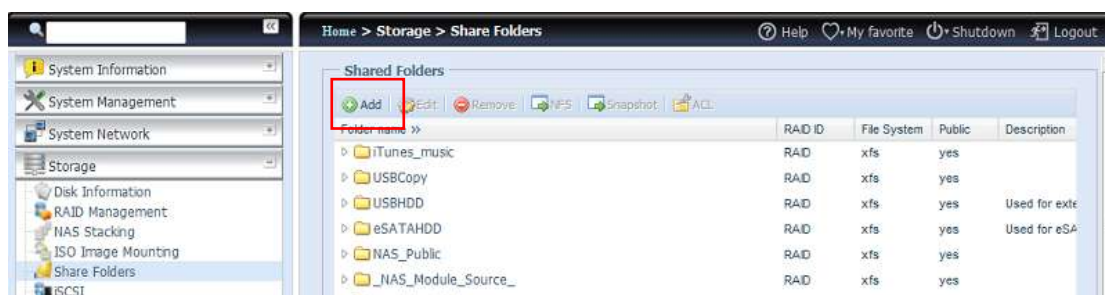 Home > Storage > Share Folders
Help My favorite Shutdown Logout
System Information
System Management
System Network
Storage
Disk Information
RAID Management
NAS Stacking
ISO Image Mounting
Share Folders
iSCSI
Shared Folders
Add Edit Remove NFS Snapshot ACL
Folder name » RAID ID File System Public Description
iTunes_music RAID xfs yes
USBCopy RAID xfs yes
USBHDD RAID xfs yes Used for exte
eSATAHDD RAID xfs yes Used for eSA
NAS_Public RAID xfs yes
_NAS_Module_Source_ RAID xfs yes